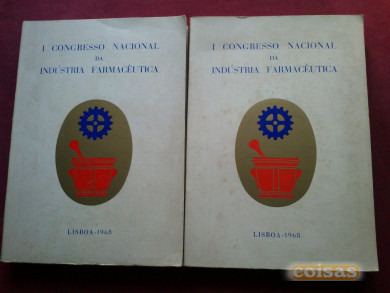 I CONGRESSO NACIONAL
DA
INDÚSTRIA FARMACÊUTICA
LISBOA-1968
I CONGRESSO NACIONAL
DA
INDÚSTRIA FARMACÊUTICA
LISBOA-1968
coisas